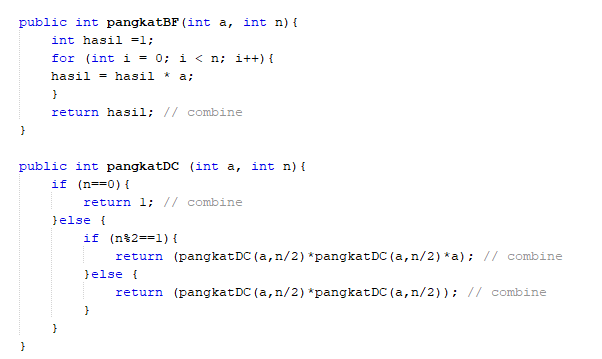 public int pangkatBF(int a, int n){
    int hasil =1;
    for (int i = 0; i < n; i++){
    hasil = hasil * a;
    }
    return hasil; // combine
}
public int pangkatDC (int a, int n){
    if (n==0){
        return 1; // combine
    }else {
        if (n%2==1){
            return (pangkatDC(a,n/2)*pangkatDC(a,n/2)*a); // combine
        }else {
            return (pangkatDC(a,n/2)*pangkatDC(a,n/2)); // combine
        }
    }
}